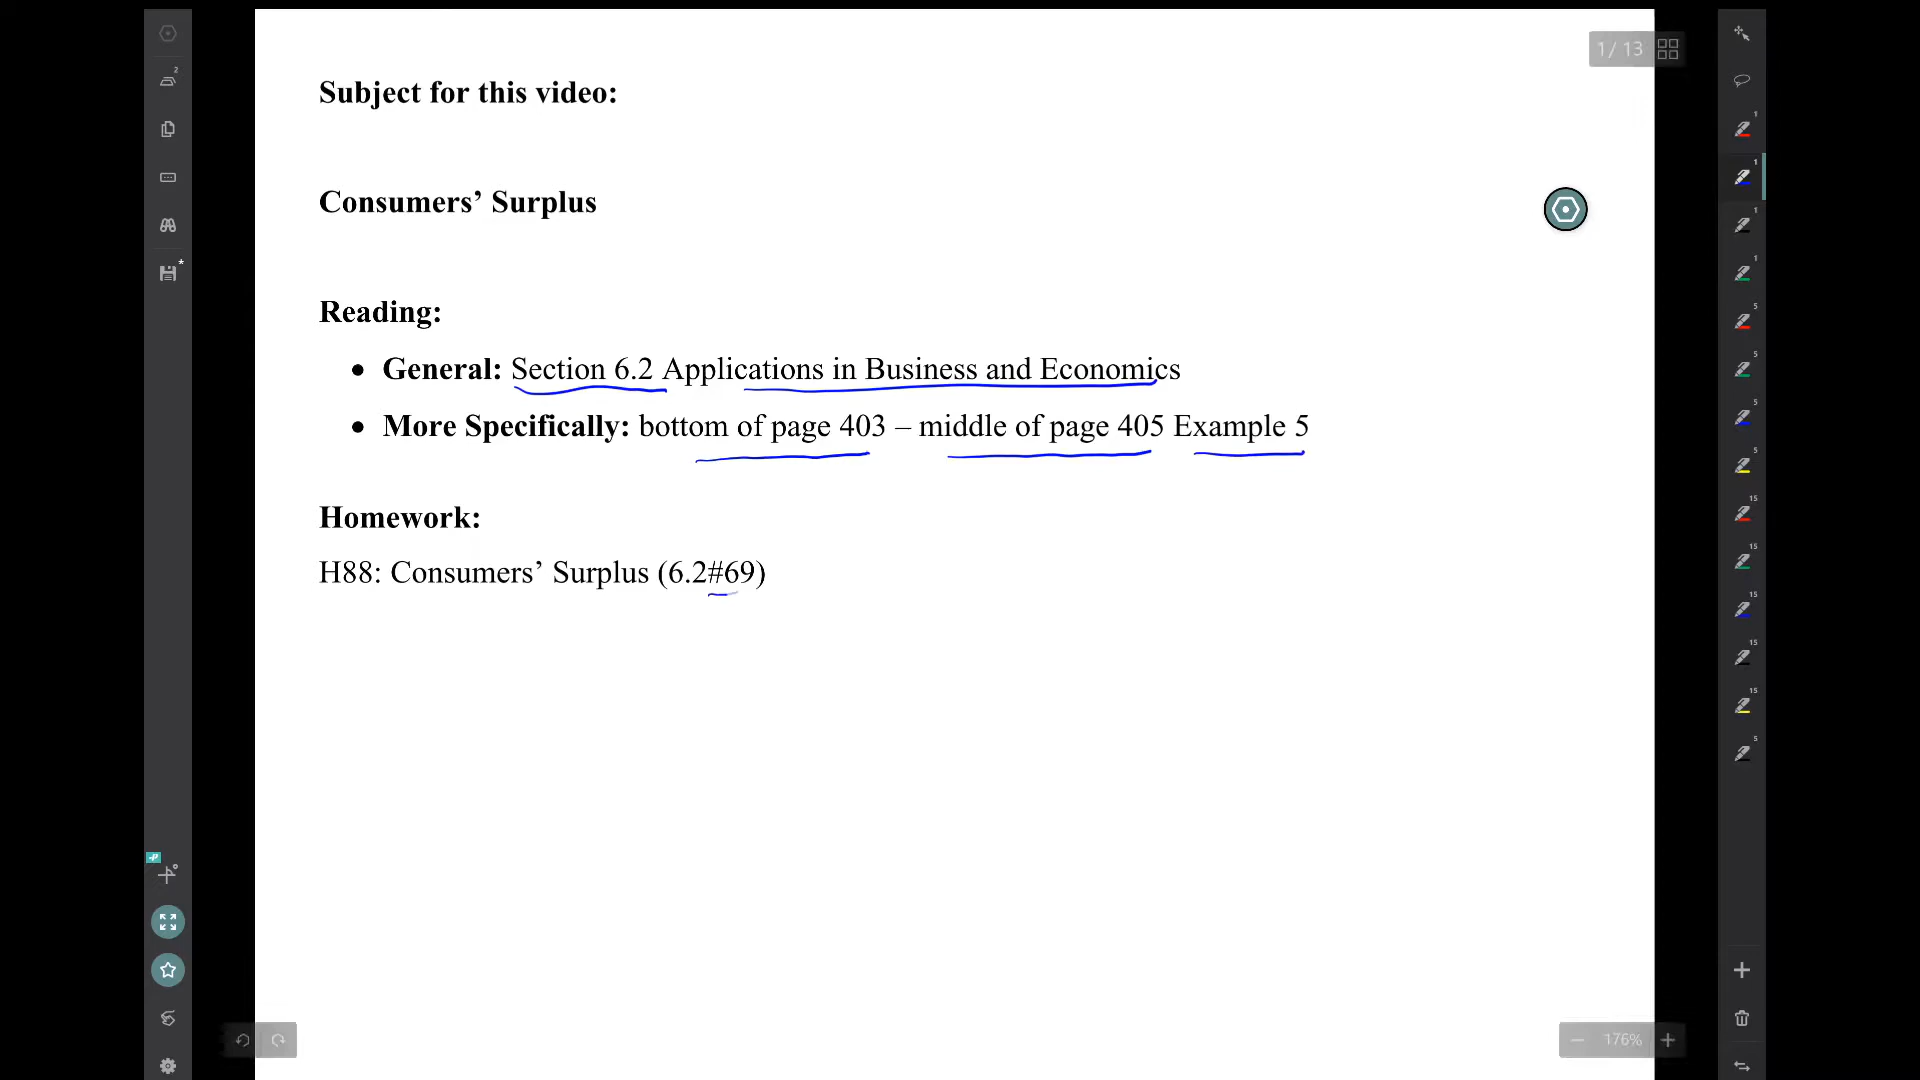 1 / 13
Subject for this video:
Consumers’ Surplus
Reading:
• General: Section 6.2 Applications in Business and Economics
• More Specifically: bottom of page 403 – middle of page 405 Example 5
Homework:
H88: Consumers’ Surplus (6.2#69)
176%